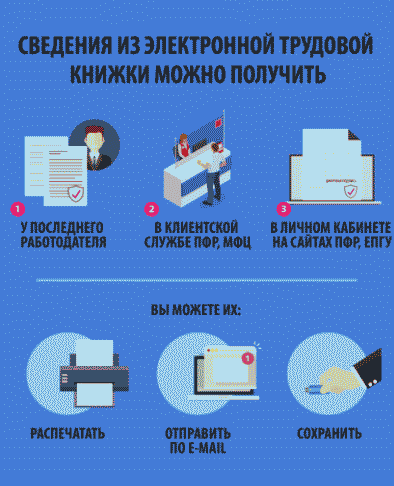 СВЕДЕНИЯ ИЗ ЭЛЕКТРОННОЙ ТРУДОВОЙ
КНИЖКИ МОЖНО ПОЛУЧИТЬ
1
У ПОСЛЕДНЕГО
РАБОТОДАТЕЛЯ
2
В КЛИЕНТСКОЙ
СЛУЖБЕ ПФР, МФЦ
3
В ЛИЧНОМ КАБИНЕТЕ
НА САЙТАХ ПФР, ЕПГУ
ВЫ МОЖЕТЕ ИХ:
РАСПЕЧАТАТЬ
1
ОТПРАВИТЬ
ПО E-MAIL
СОХРАНИТЬ